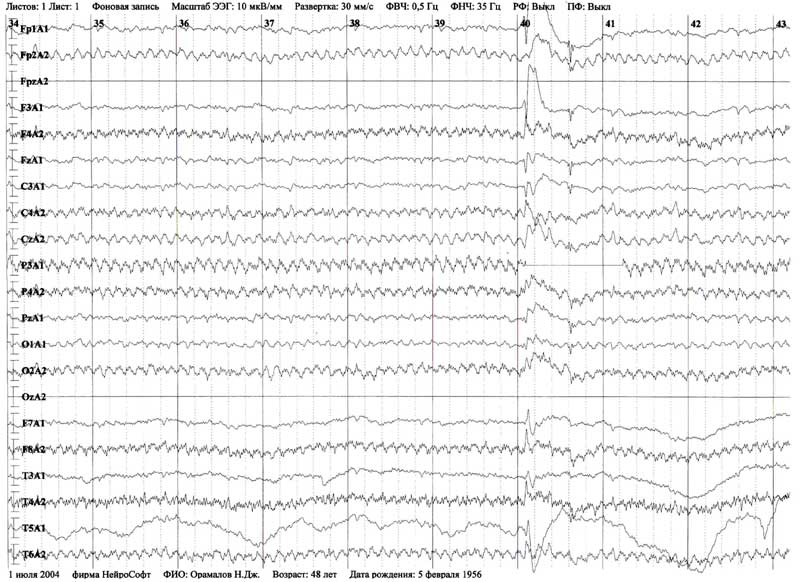 Листов: 1 Лист: 1 Фоновая запись Масштаб ЭЭГ: 10 мкВ/мм Развертка: 30 мм/с ФВЧ: 0,5 Гц ФНЧ: 35 Гц РФ: Выкл ПФ: Выкл
34 35 36 37 38 39 40 41 42 43
Fp1A1
Fp2A2
FpzA2
F3A1
F4A2
FzA1
C3A1
C4A2
CzA2
P3A1
P4A2
PzA1
O1A1
O2A2
OzA2
F7A1
F8A2
T3A1
T4A2
T5A1
T6A2
1 июля 2004 фирма НейроСофт ФИО: Орамалов Н.Дж. Возраст: 48 лет Дата рождения: 5 февраля 1956